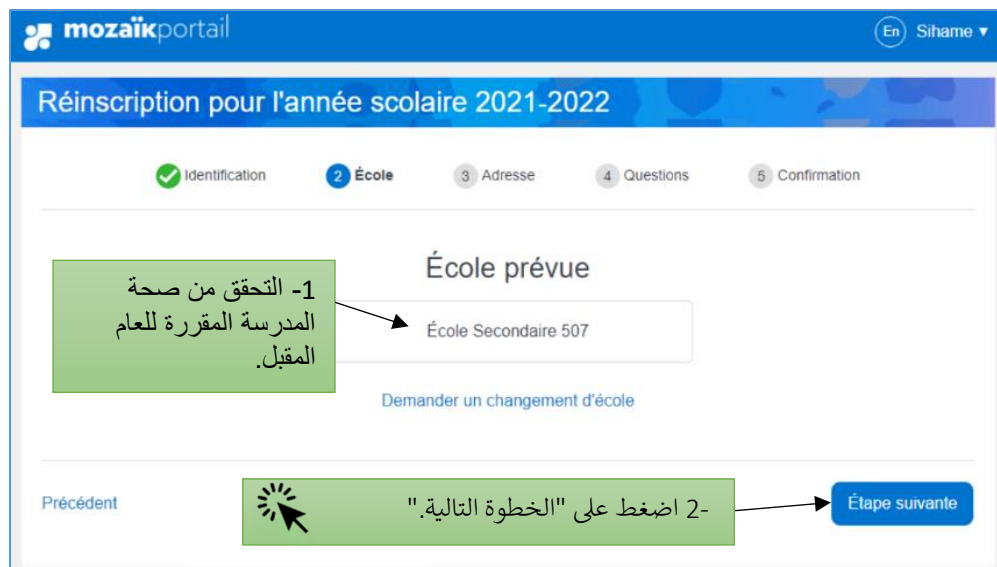 mozaïkportail
En Sihame
Réinscription pour l'année scolaire 2021-2022
Identification 2 École 3 Adresse 4 Questions 5 Confirmation
École prévue
1- التحقق من صحة
المدرسة المقررة للعام
المقبل.
École Secondaire 507
Demander un changement d'école
Précédent
2- اضغط على "الخطوة التالية."
Étape suivante